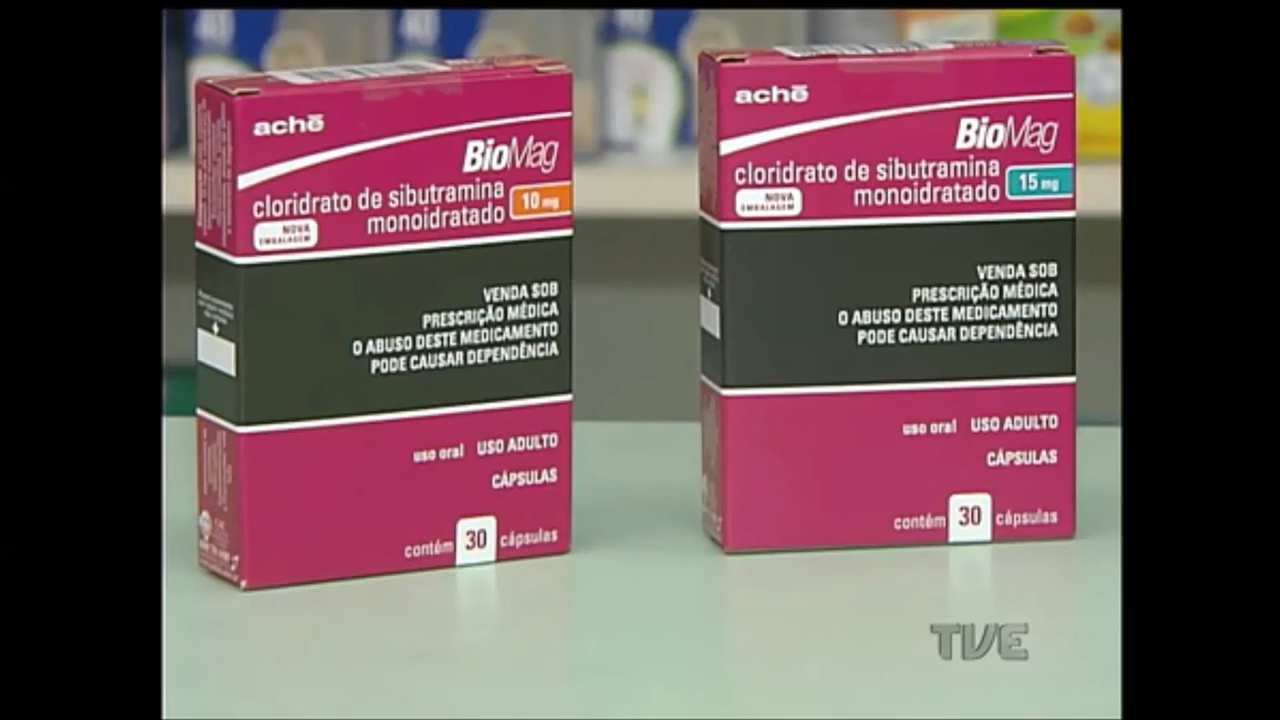 achē
BioMag
cloridrato de sibutramina
monoidratado
10 mg
NOVA
EMBALAGEM
VENDA SOB
PRESCRIÇÃO MÉDICA
O ABUSO DESTE MEDICAMENTO
PODE CAUSAR DEPENDÊNCIA
uso oral USO ADULTO
CÁPSULAS
contém 30 cápsulas
achē
BioMag
cloridrato de sibutramina
monoidratado
15 mg
NOVA
EMBALAGEM
VENDA SOB
PRESCRIÇÃO MÉDICA
O ABUSO DESTE MEDICAMENTO
PODE CAUSAR DEPENDÊNCIA
uso oral USO ADULTO
CÁPSULAS
contém 30 cápsulas
TVE